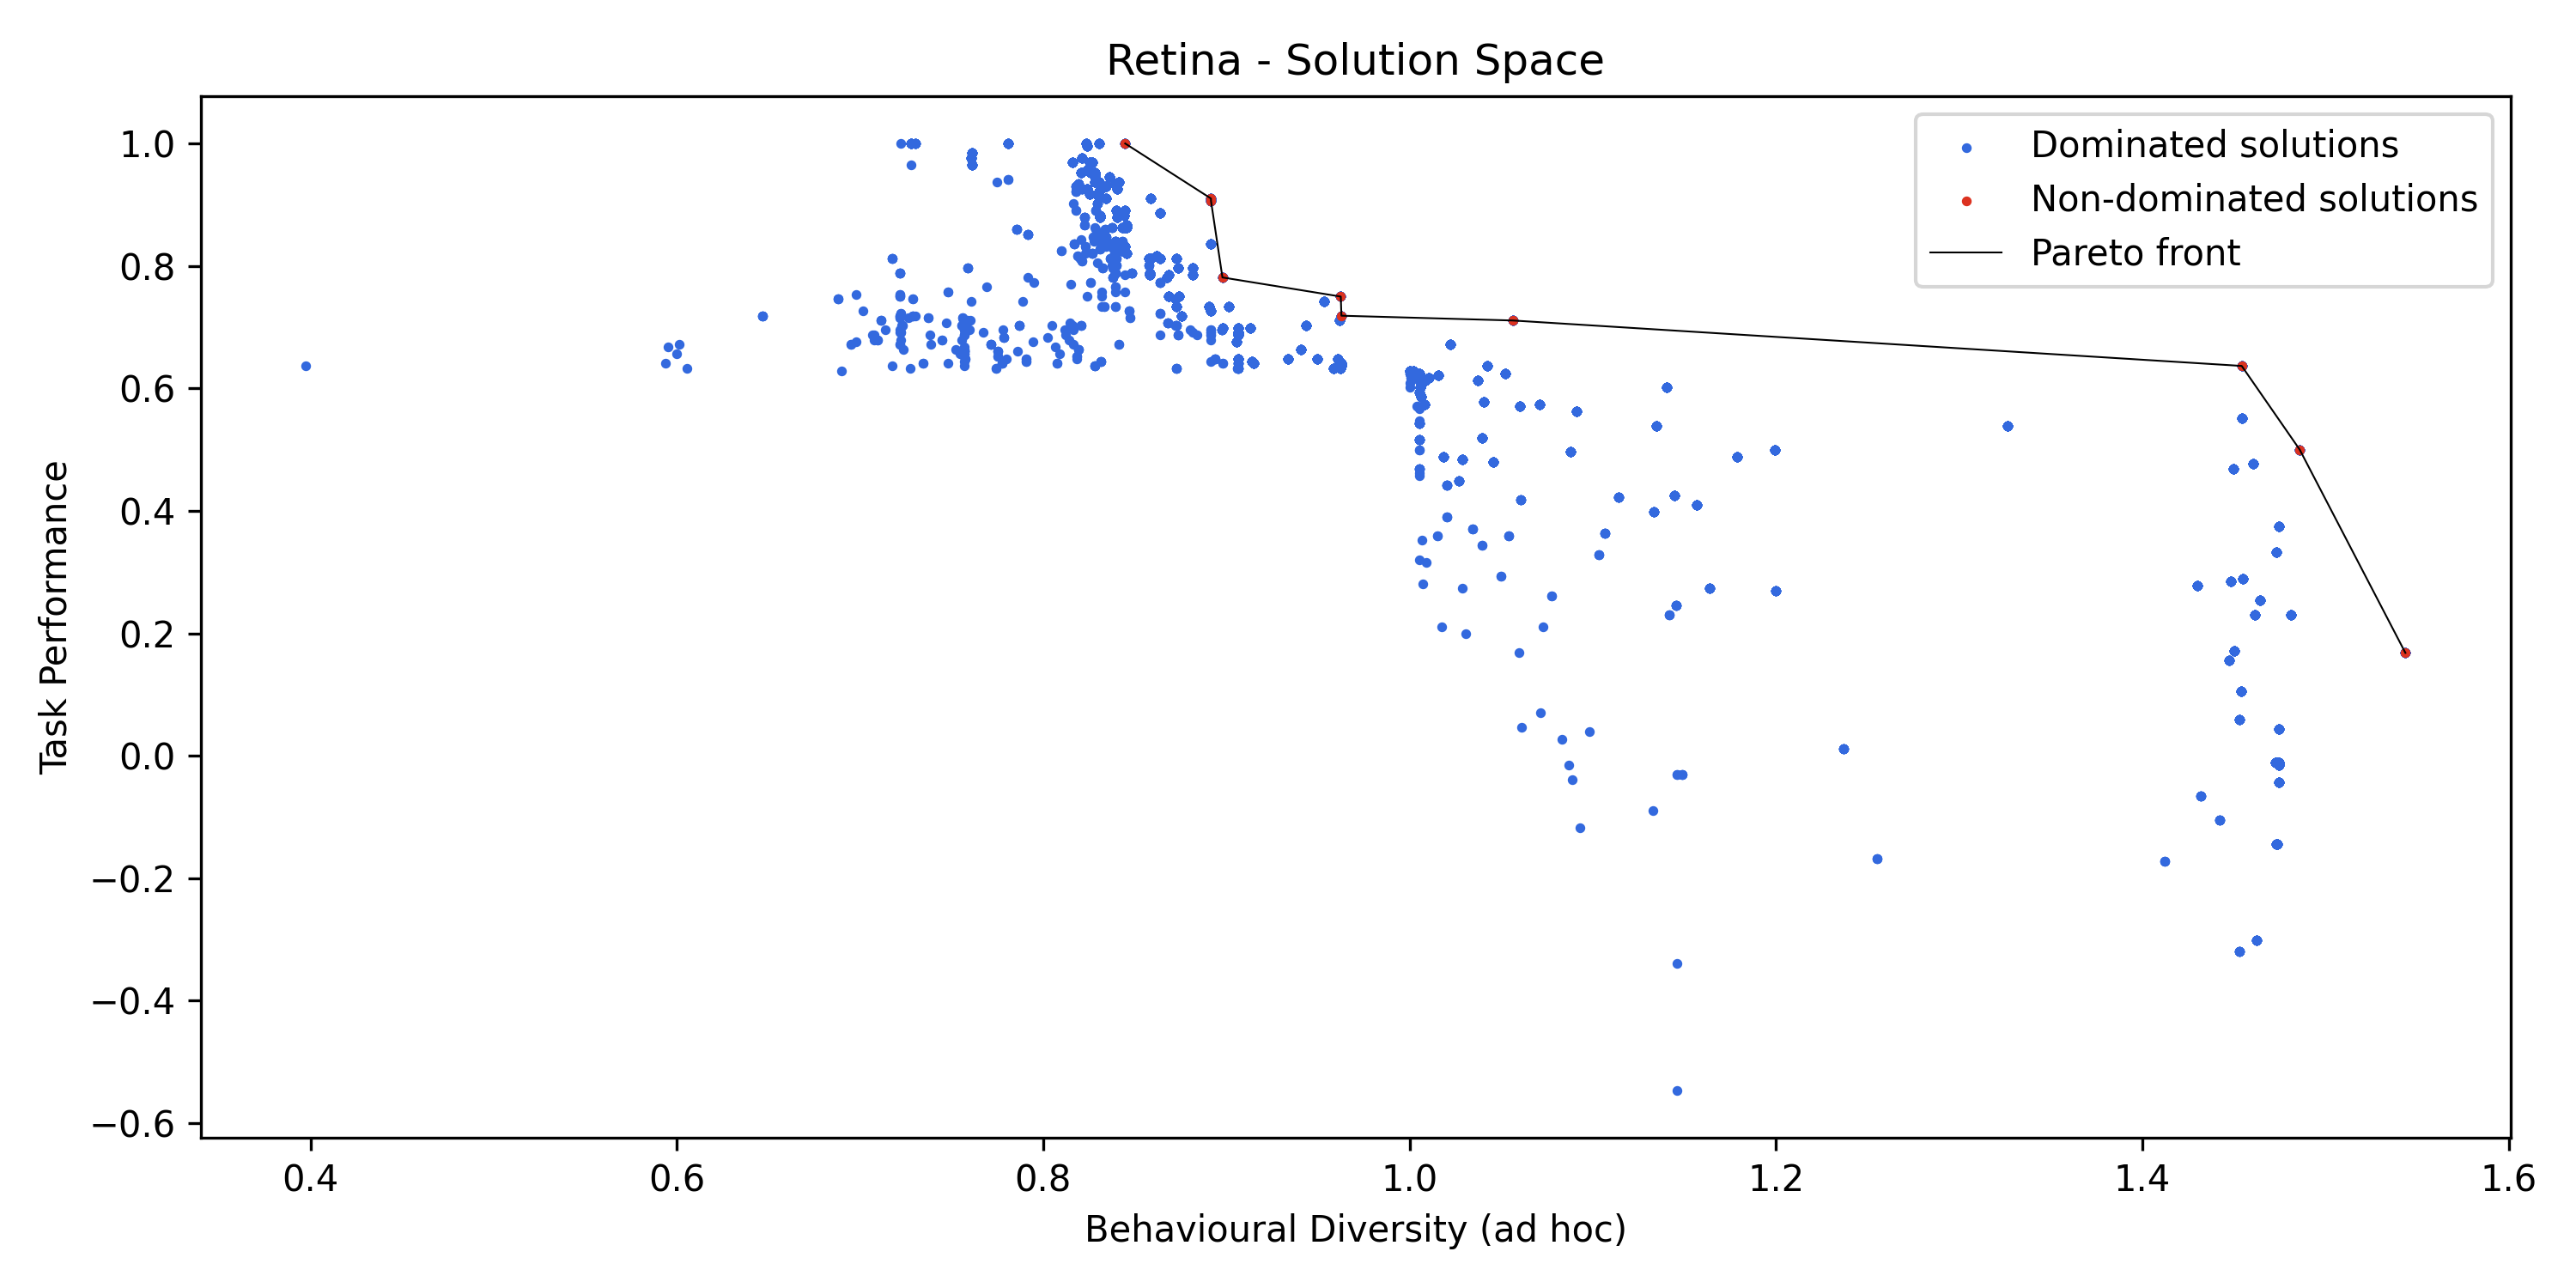 Retina - Solution Space
Dominated solutions
Non-dominated solutions
Pareto front
Task Performance
1.0
0.8
0.6
0.4
0.2
0.0
−0.2
−0.4
−0.6
0.4 0.6 0.8 1.0 1.2 1.4 1.6
Behavioural Diversity (ad hoc)